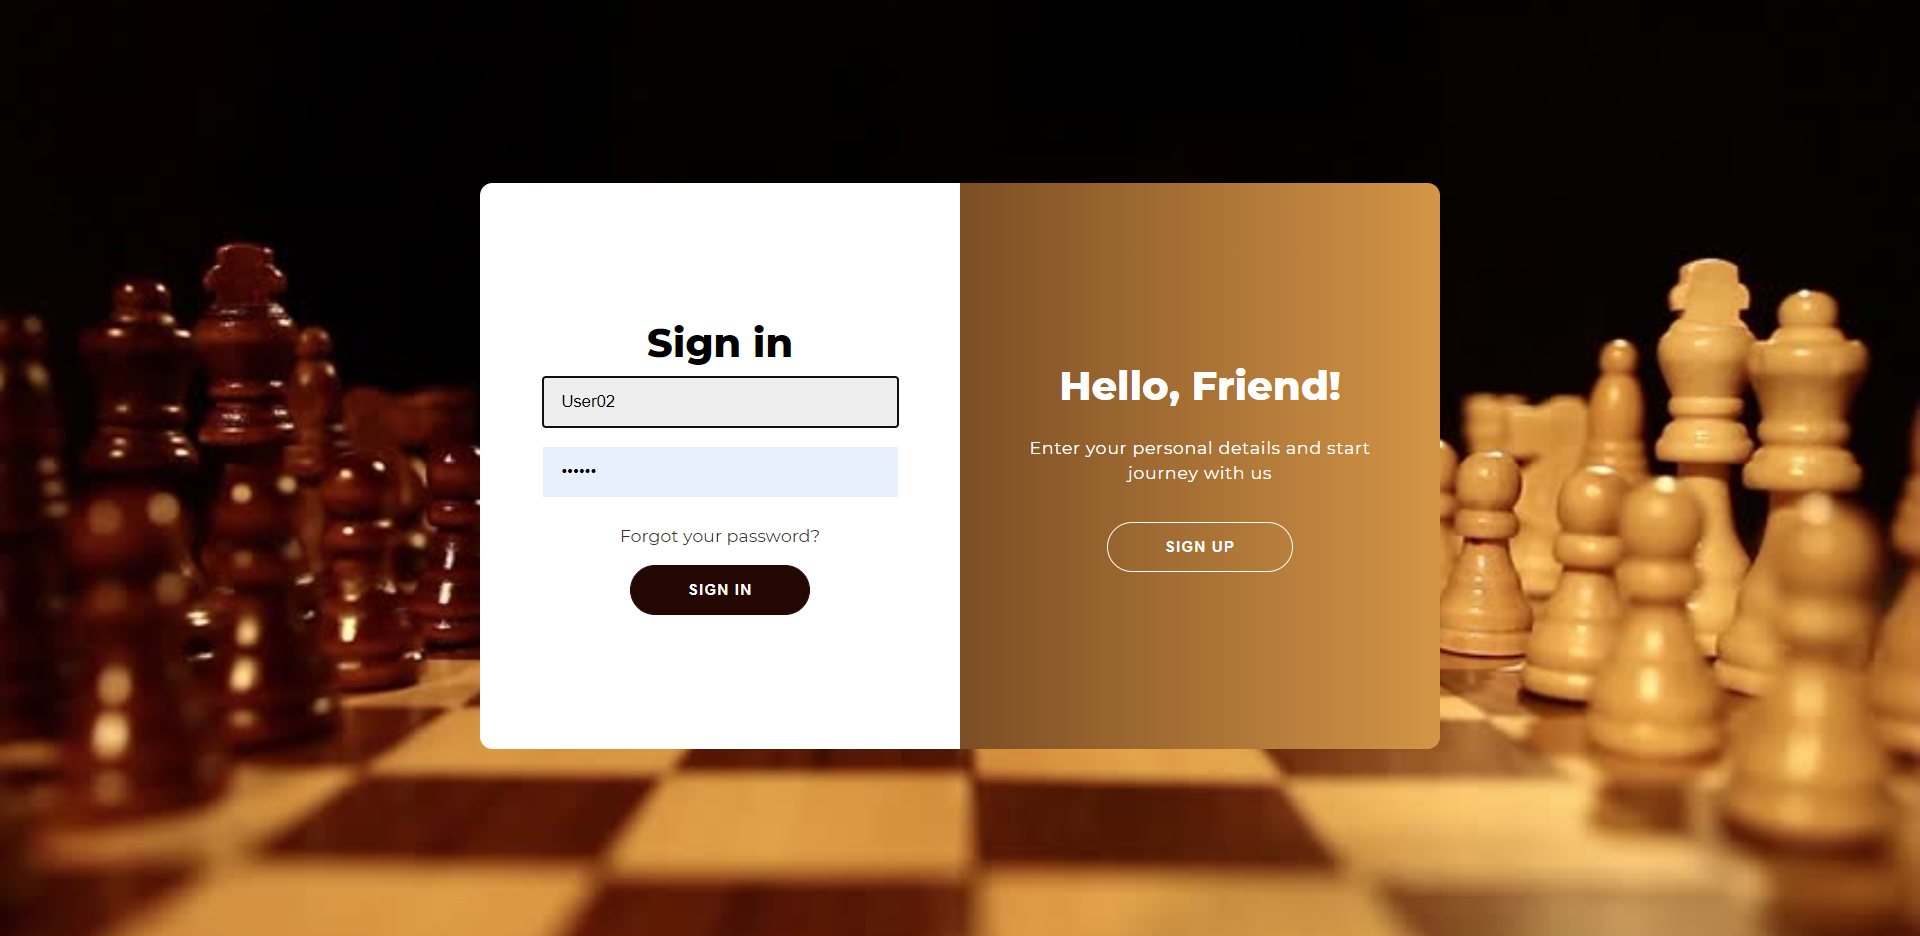 Sign in
User02
••••••
Forgot your password?
SIGN IN
Hello, Friend!
Enter your personal details and start
journey with us
SIGN UP